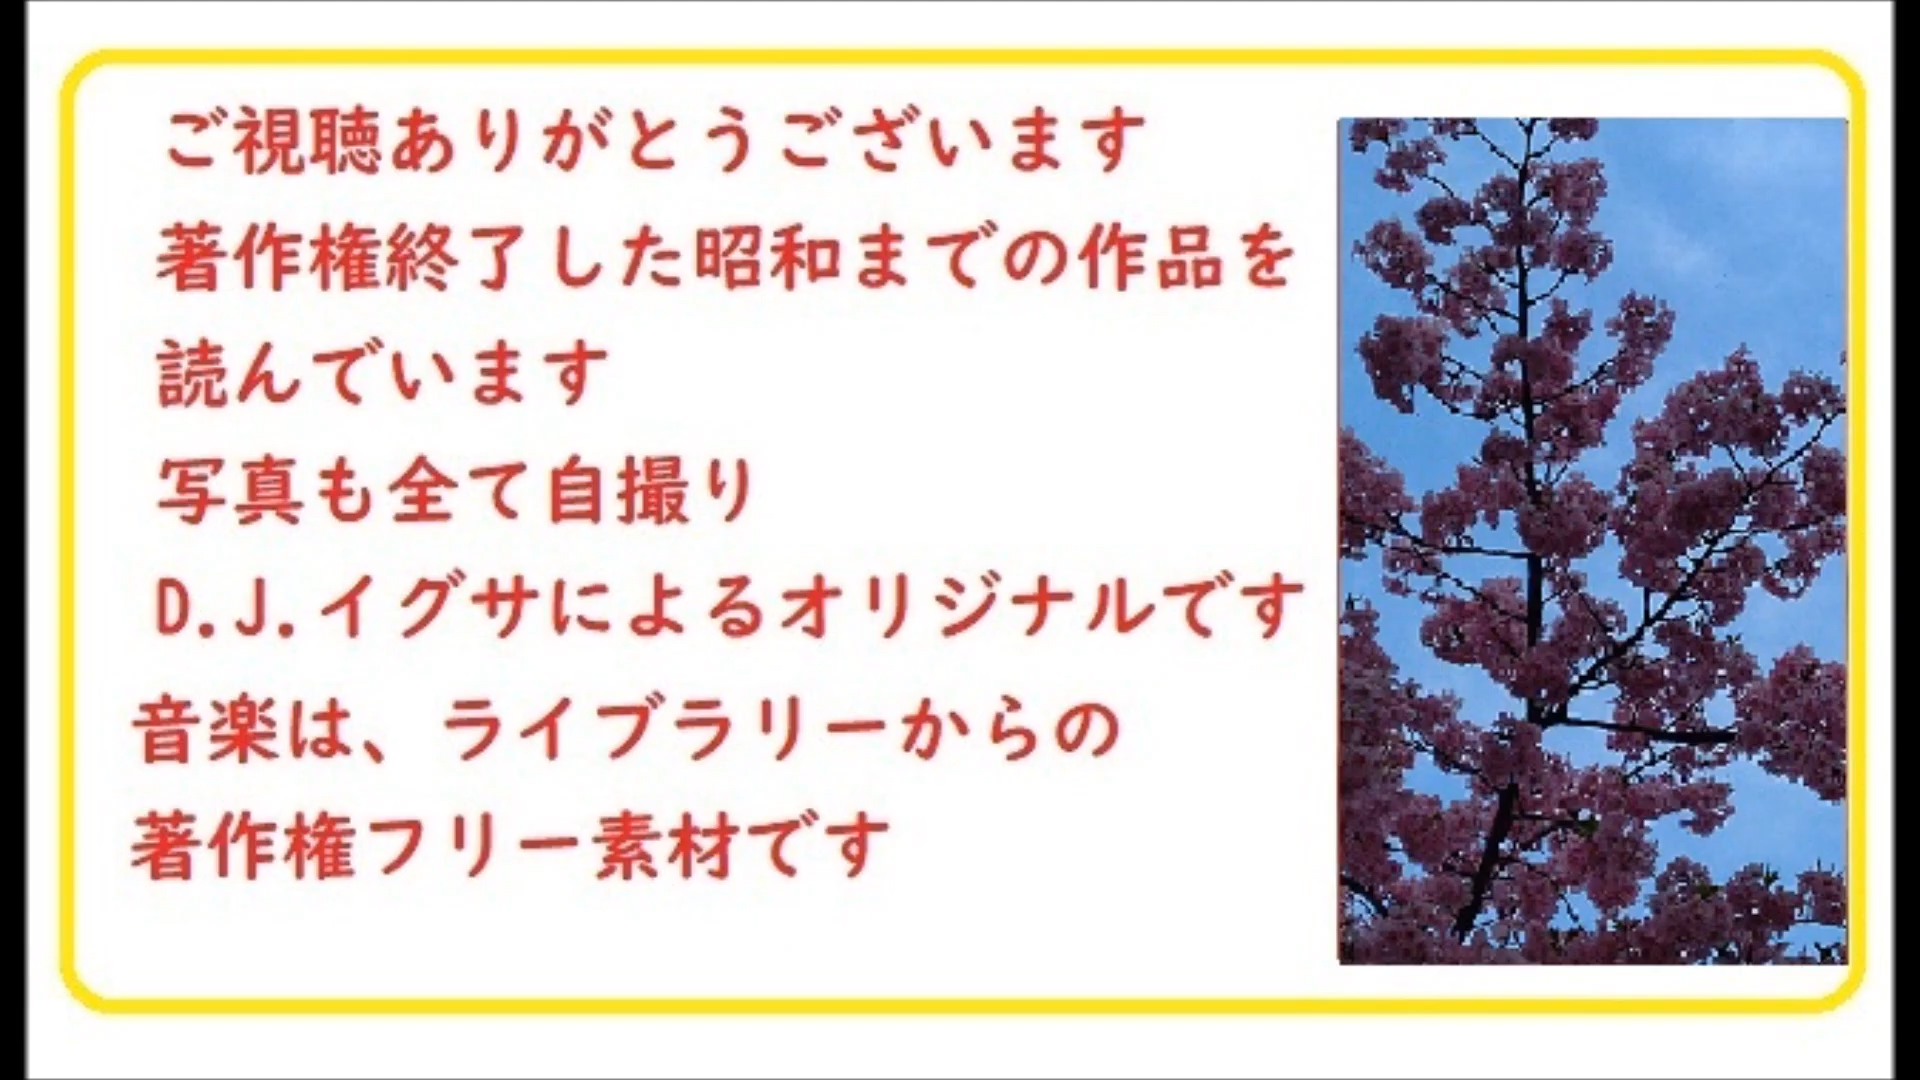 ご視聴ありがとうございます
著作権終了した昭和までの作品を
読んでいます
写真も全て自撮り
D.J.イグサによるオリジナルです
音楽は、ライブラリーからの
著作権フリー素材です